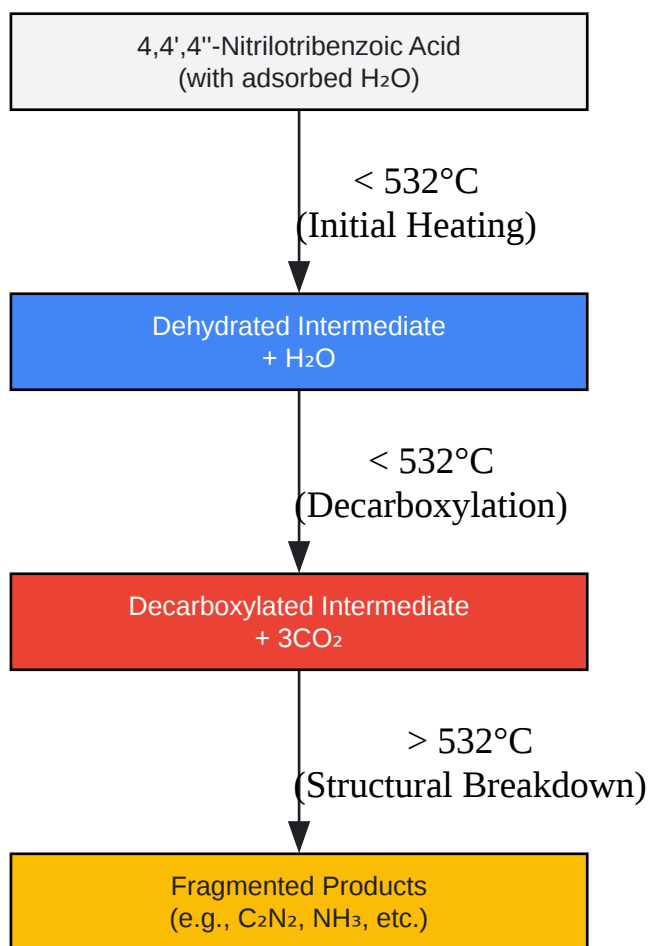 4,4',4''-Nitrilotribenzoic Acid
(with adsorbed H₂O)
< 532°C
(Initial Heating)
Dehydrated Intermediate
+ H₂O
< 532°C
(Decarboxylation)
Decarboxylated Intermediate
+ 3CO₂
> 532°C
(Structural Breakdown)
Fragmented Products
(e.g., C₂N₂, NH₃, etc.)